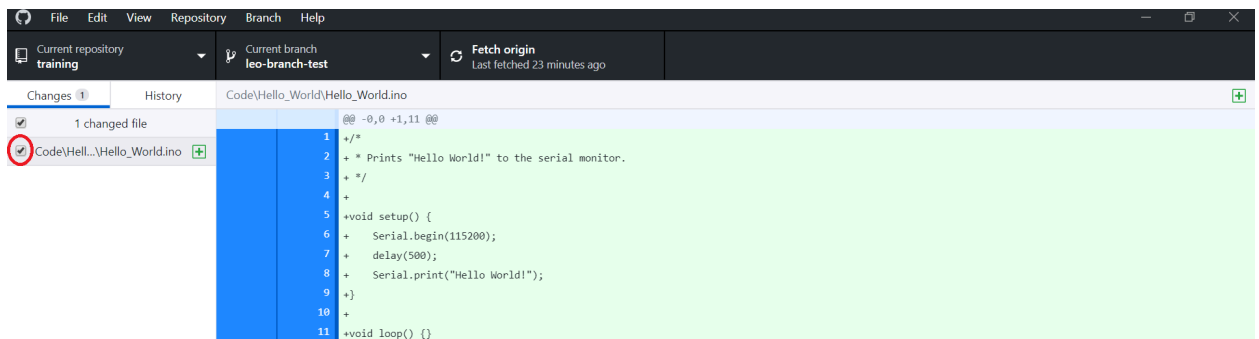 File Edit View Repository Branch Help
Current repository
training
Current branch
leo-branch-test
Fetch origin
Last fetched 23 minutes ago
Changes 1 History
1 changed file
Code\Hell...\Hello_World.ino
Code\Hello_World\Hello_World.ino
@@ -0,0 +1,11 @@
1 +/*
2 + * Prints "Hello World!" to the serial monitor.
3 + */
4 +
5 +void setup() {
6 +    Serial.begin(115200);
7 +    delay(500);
8 +    Serial.print("Hello World!");
9 +}
10 +
11 +void loop() {}